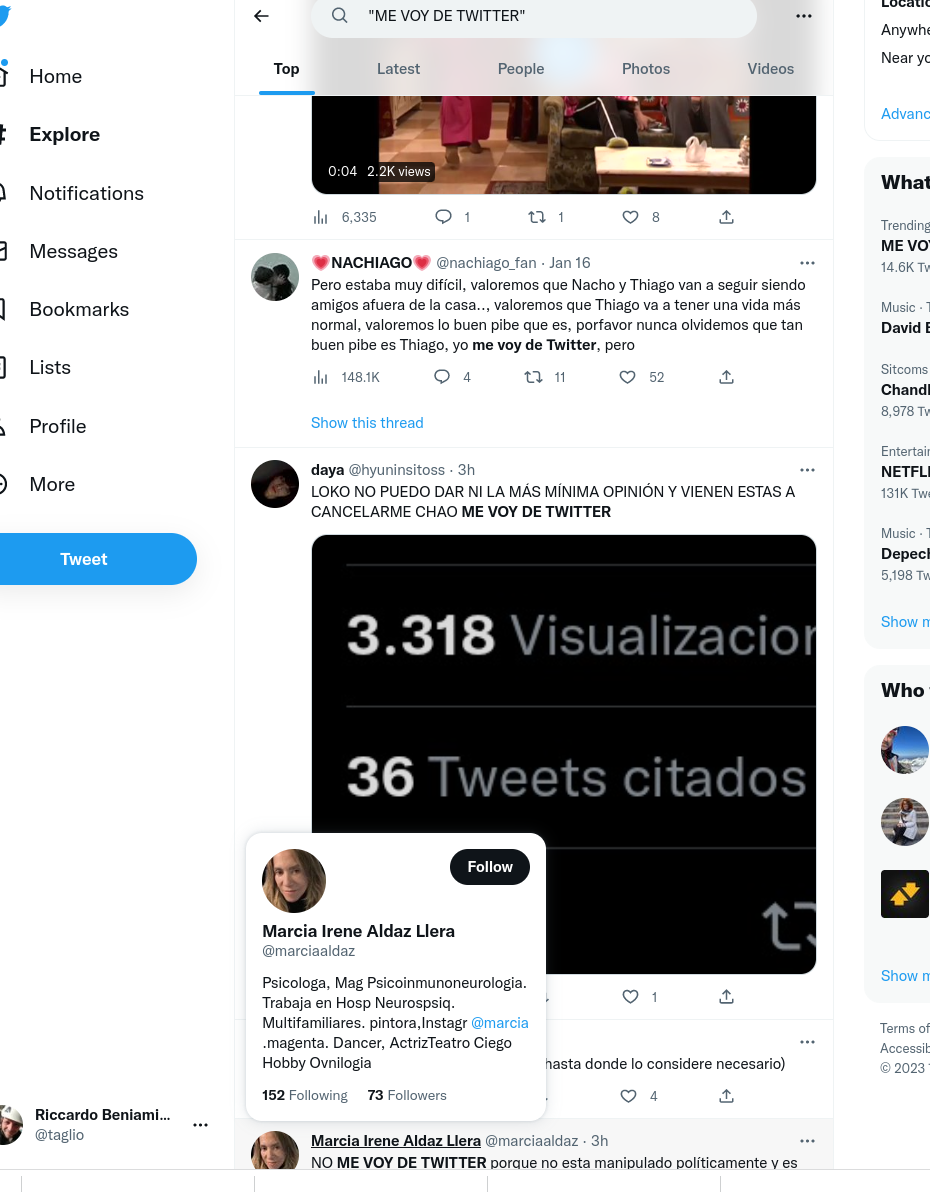 "ME VOY DE TWITTER"
Top
Latest
People
Photos
Videos
Home
Explore
Notifications
Messages
Bookmarks
Lists
Profile
More
Tweet
Riccardo Beniami...
@taglio
0:04 2.2K views
6,335 1 1 8
NACHIAGO @nachiago_fan · Jan 16
Pero estaba muy difícil, valoremos que Nacho y Thiago van a seguir siendo
amigos afuera de la casa.., valoremos que Thiago va a tener una vida más
normal, valoremos lo buen pibe que es, porfavor nunca olvidemos que tan
buen pibe es Thiago, yo me voy de Twitter, pero
148.1K 4 11 52
Show this thread
daya @hyuninsitoss · 3h
LOKO NO PUEDO DAR NI LA MÁS MÍNIMA OPINIÓN Y VIENEN ESTAS A
CANCELARME CHAO ME VOY DE TWITTER
3.318 Visualizacion
36 Tweets citados
1
Follow
Marcia Irene Aldaz Llera
@marciaaldaz
Psicologa, Mag Psicoinmunoneurologia.
Trabaja en Hosp Neurospsiq.
Multifamiliares. pintora,Instagr @marcia
.magenta. Dancer, ActrizTeatro Ciego
Hobby Ovnilogia
152 Following 73 Followers
hasta donde lo considere necesario)
4
Marcia Irene Aldaz Llera @marciaaldaz · 3h
NO ME VOY DE TWITTER porque no esta manipulado políticamente y es
Anywhe
Near yo
Advanc
What
Trending
ME VOY
14.6K Tw
Music · T
David B
Sitcoms
Chandl
8,978 Tw
Entertain
NETFLI
131K Twe
Music · T
Depech
5,198 Tw
Show m
Who
Show m
Terms of
Accessib
© 2023